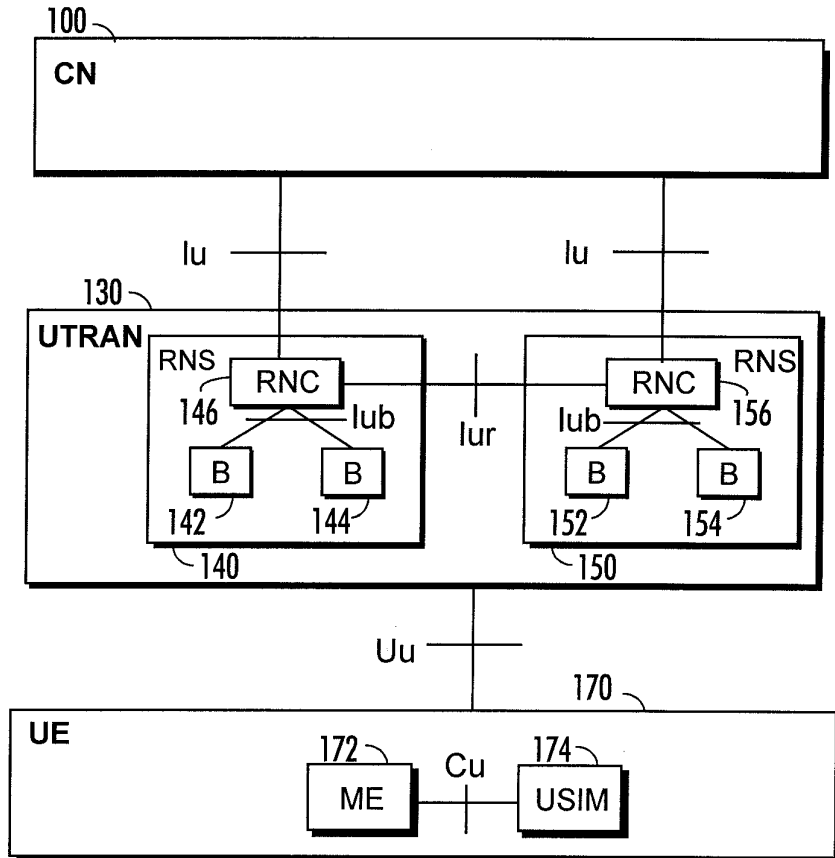 100
CN
Iu
Iu
130
UTRAN
RNS
RNC
146
Iub
B
B
142
144
140
Iur
RNS
RNC
156
Iub
B
B
152
154
150
Uu
170
UE
172
ME
Cu
174
USIM